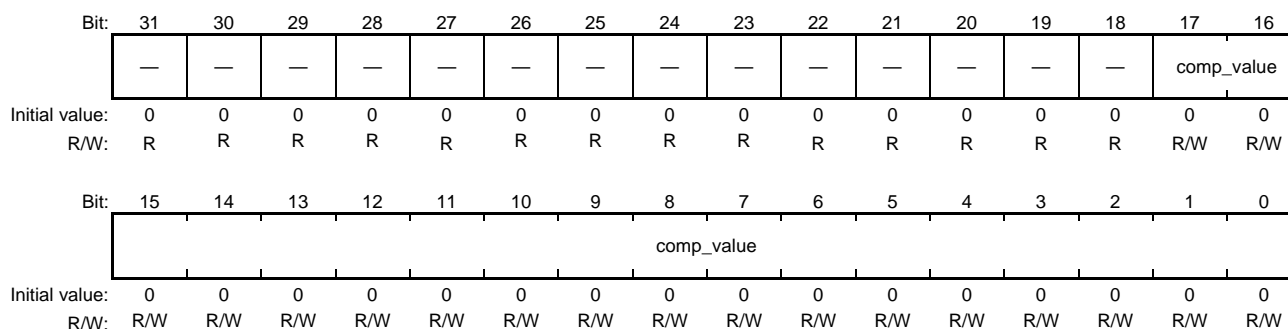 Bit: 31 30 29 28 27 26 25 24 23 22 21 20 19 18 17 16
— — — — — — — — — — — — — — comp_value
Initial value: 0 0 0 0 0 0 0 0 0 0 0 0 0 0 0 0
R/W: R R R R R R R R R R R R R R R/W R/W
Bit: 15 14 13 12 11 10 9 8 7 6 5 4 3 2 1 0
comp_value
Initial value: 0 0 0 0 0 0 0 0 0 0 0 0 0 0 0 0
R/W: R/W R/W R/W R/W R/W R/W R/W R/W R/W R/W R/W R/W R/W R/W R/W R/W